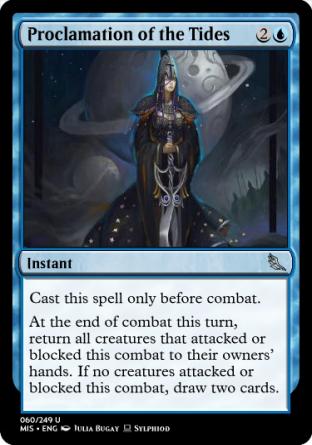 Proclamation of the Tides 2
Instant
Cast this spell only before combat.
At the end of combat this turn,
return all creatures that attacked or
blocked this combat to their owners'
hands. If no creatures attacked or
blocked this combat, draw two cards.
060/249 U
MIS • ENG Julia Bugay Sylphiod